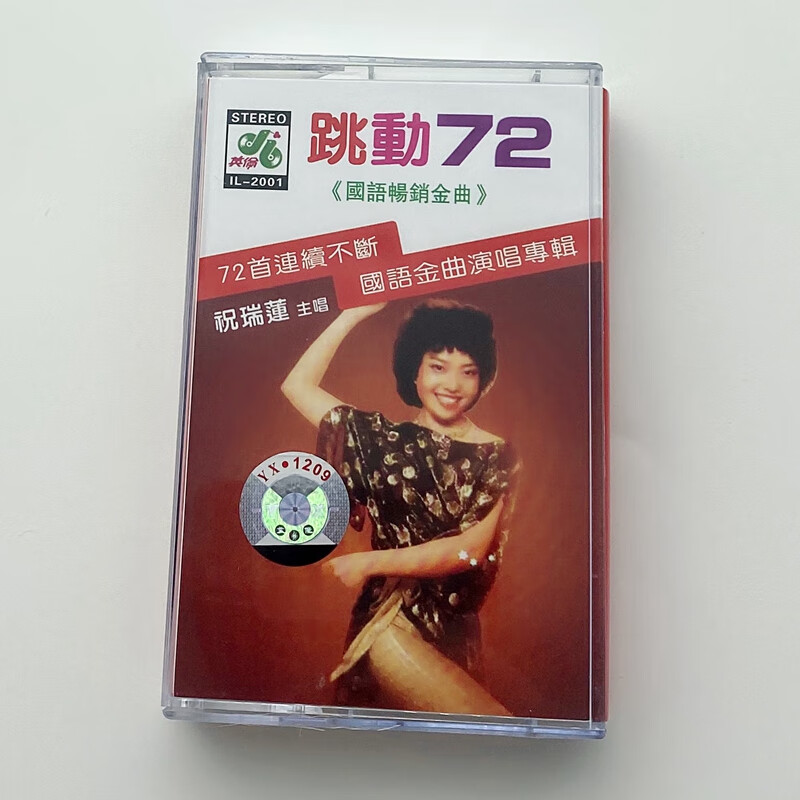 STEREO
英倫
IL-2001
跳動72
《國語暢銷金曲》
72首連續不斷
國語金曲演唱專輯
祝瑞蓮 主唱
YX•1209